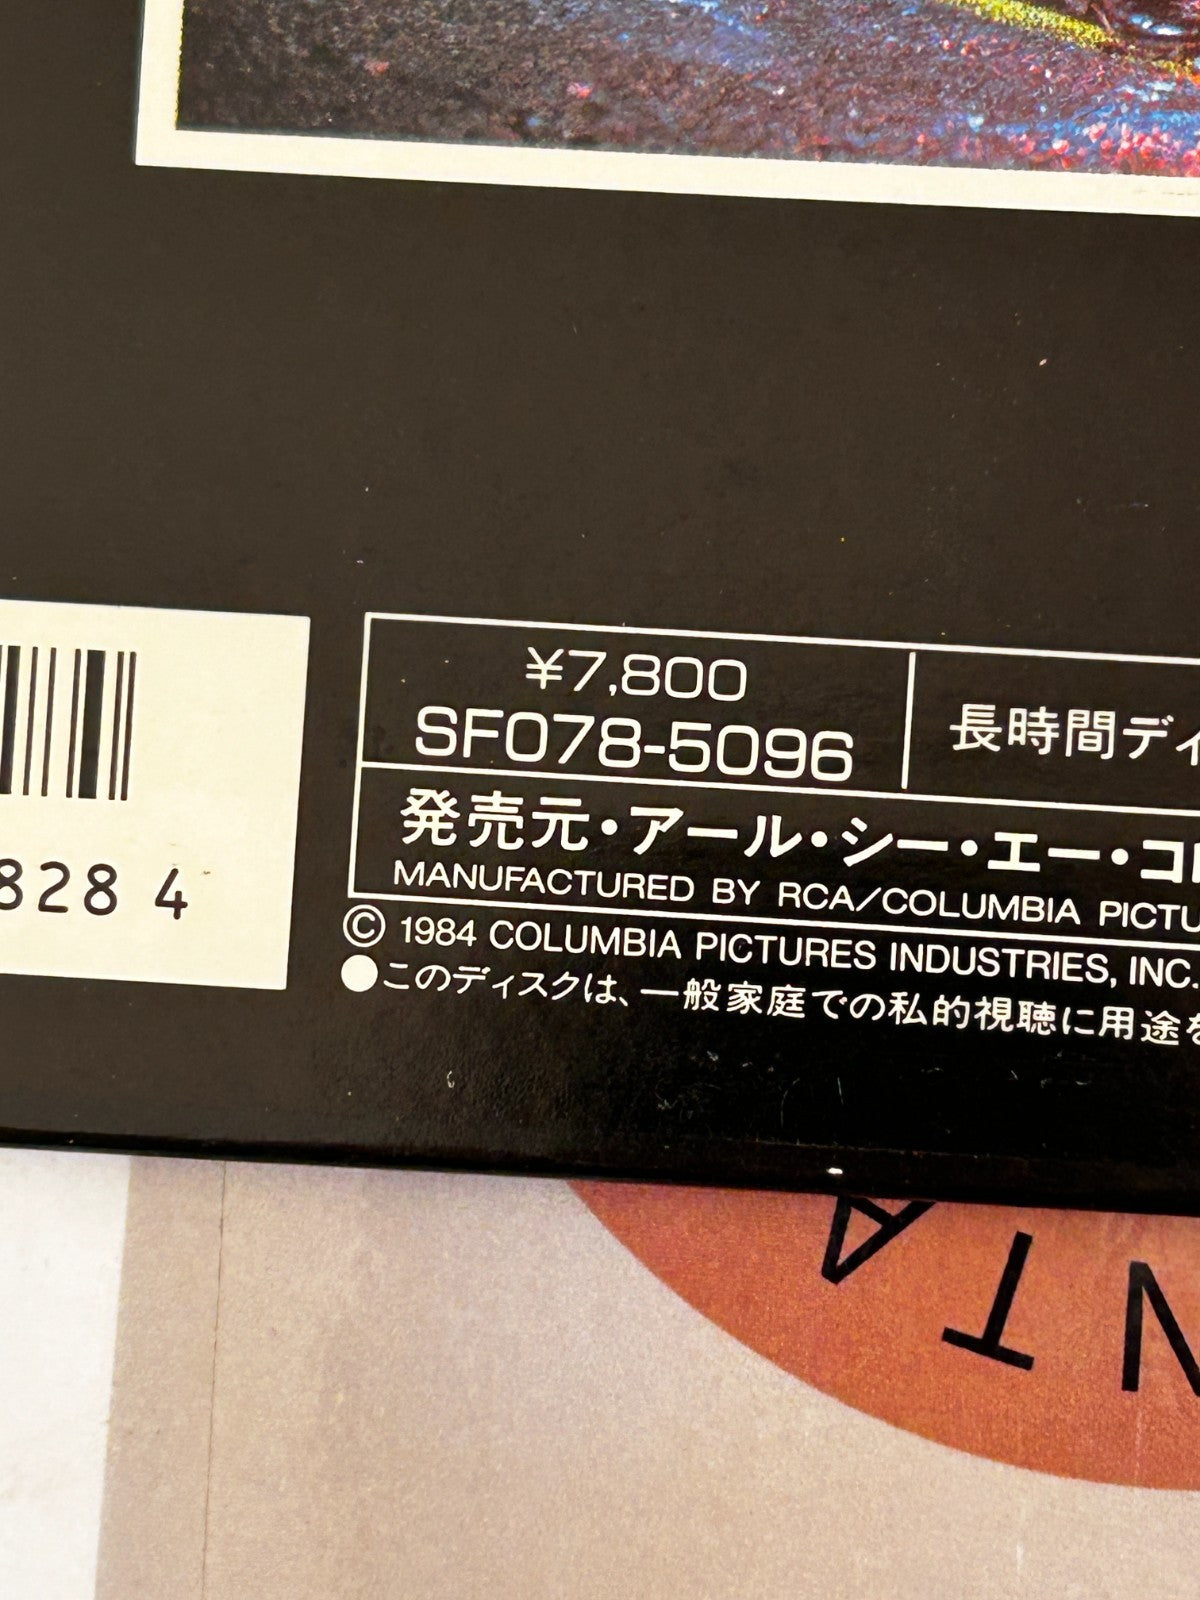 ¥7,800
SF078-5096
長時間ディ
発売元・アール・シー・エー・コロ
MANUFACTURED BY RCA/COLUMBIA PICTU
© 1984 COLUMBIA PICTURES INDUSTRIES, INC.
●このディスクは、一般家庭での私的視聴に用途を
828 4
NTA